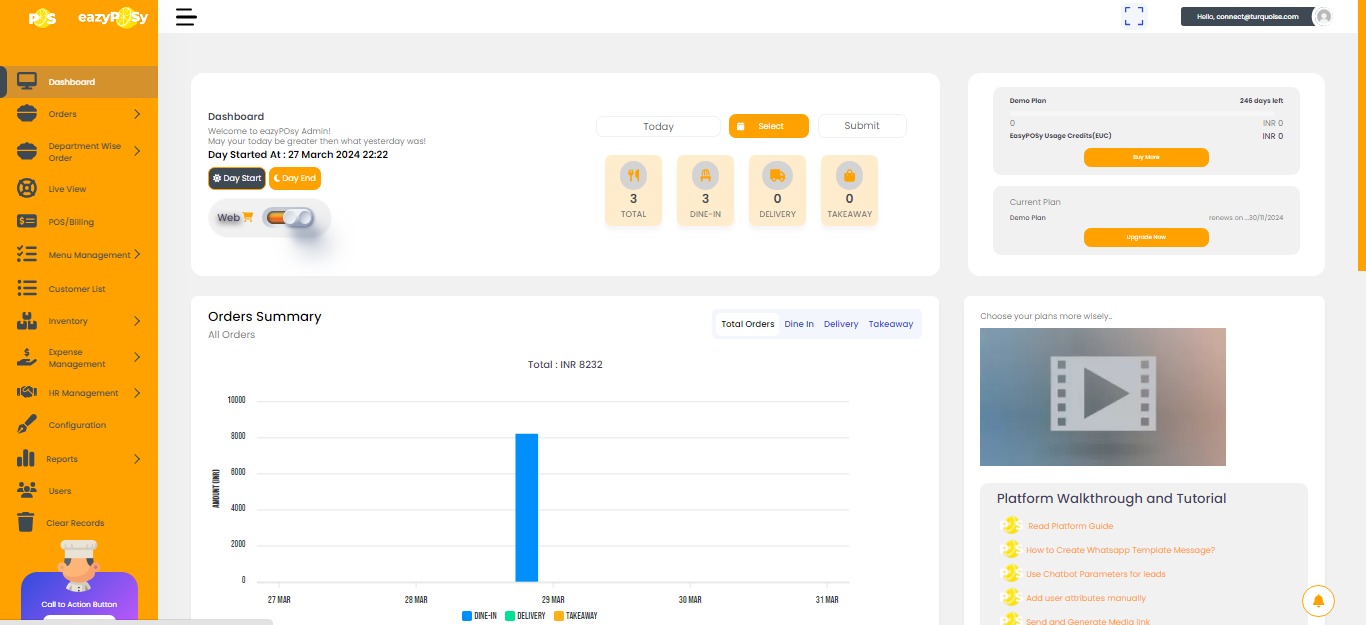 POS eazyPOSy
Hello, connect@turquoise.com
Dashboard
Orders
Department Wise
Order
Live View
POS/Billing
Menu Management
Customer List
Inventory
Expense
Management
HR Management
Configuration
Reports
Users
Clear Records
Call to Action Button
Dashboard
Welcome to eazyPOsy Admin!
May your today be greater then what yesterday was!
Day Started At : 27 March 2024 22:22
Day Start Day End
Web
Today Select Submit
3 3 0 0
TOTAL DINE-IN DELIVERY TAKEAWAY
Demo Plan 246 days left
0 INR 0
EasyPOSy Usage Credits(EUC) INR 0
Buy More
Current Plan
Demo Plan renews on ...30/11/2024
Upgrade Now
Orders Summary
All Orders
Total Orders Dine In Delivery Takeaway
Total : INR 8232
AMOUNT (INR)
10000
8000
6000
4000
2000
0
27 MAR 28 MAR 29 MAR 30 MAR 31 MAR
DINE-IN DELIVERY TAKEAWAY
Choose your plans more wisely..
Platform Walkthrough and Tutorial
POS Read Platform Guide
POS How to Create Whatsapp Template Message?
POS Use Chatbot Parameters for leads
POS Add user attributes manually
POS Send and Generate Media link